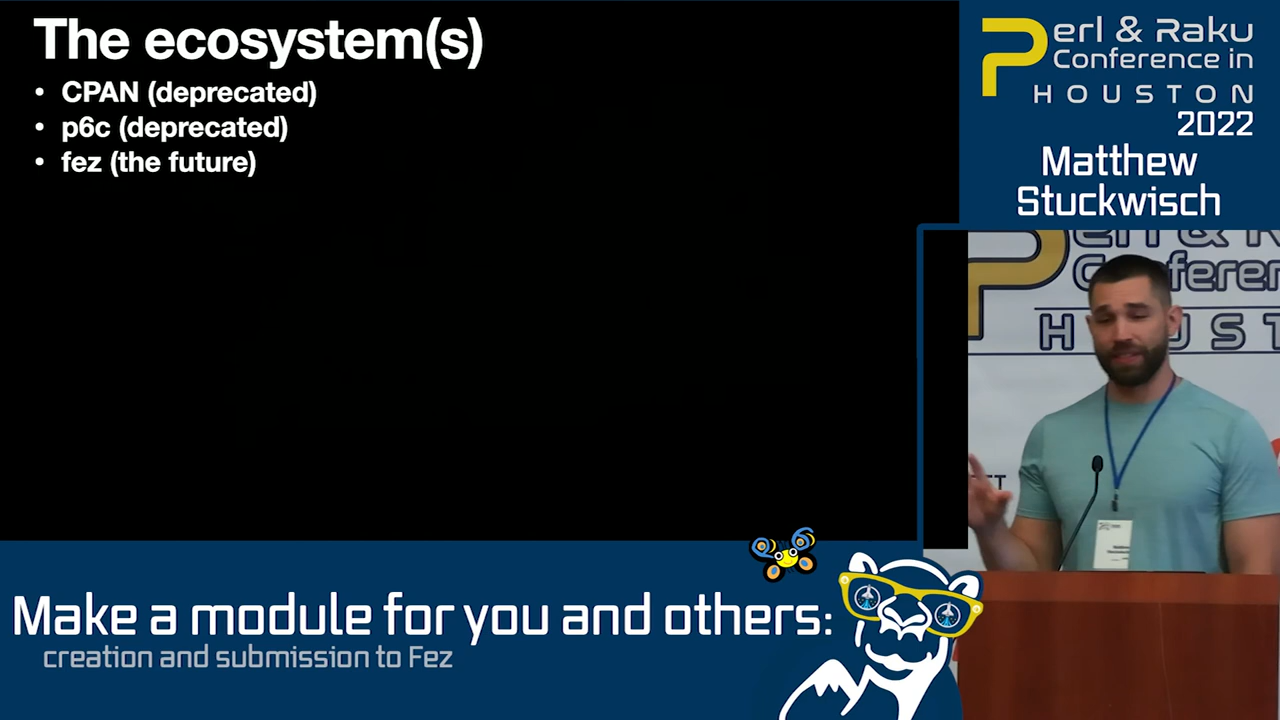 The ecosystem(s)
• CPAN (deprecated)
• p6c (deprecated)
• fez (the future)
Perl & Raku
Conference in
HOUSTON
2022
Matthew
Stuckwisch
Make a module for you and others:
creation and submission to Fez